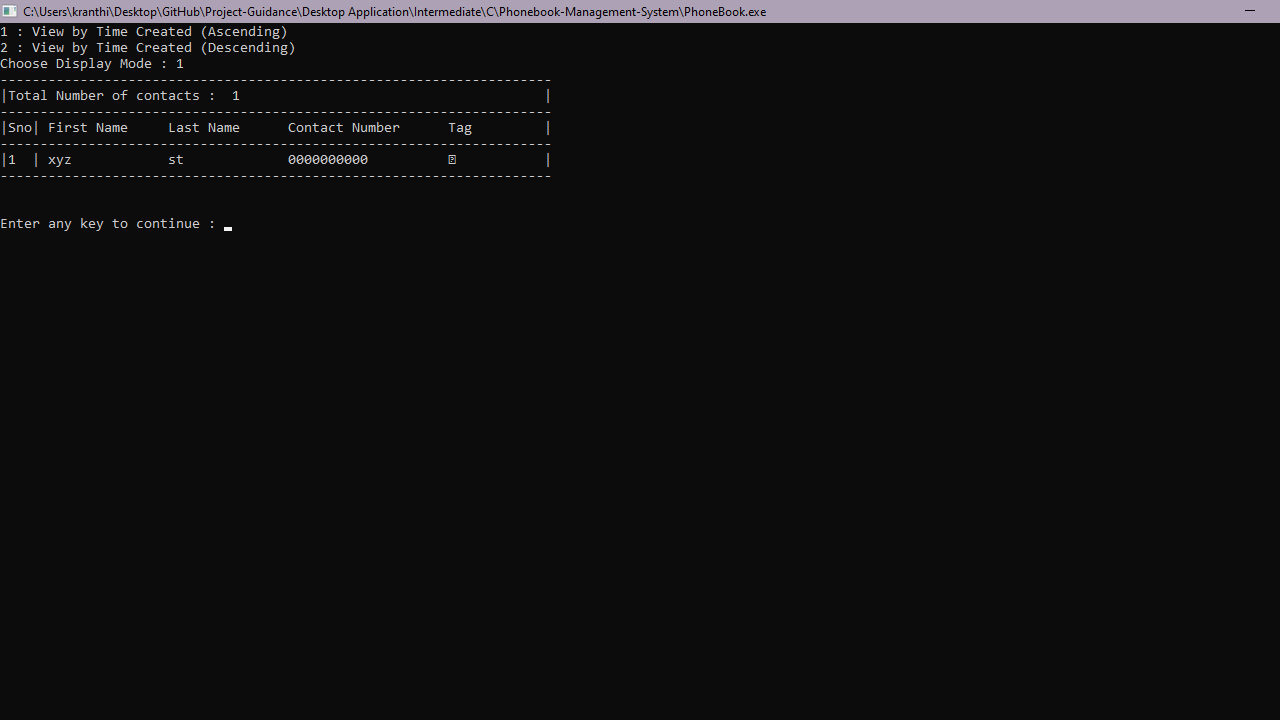 C:\Users\kranthi\Desktop\GitHub\Project-Guidance\Desktop Application\Intermediate\C\Phonebook-Management-System\PhoneBook.exe
1 : View by Time Created (Ascending)
2 : View by Time Created (Descending)
Choose Display Mode : 1
---------------------------------------------------------------------
|Total Number of contacts :  1                                      |
---------------------------------------------------------------------
|Sno| First Name     Last Name      Contact Number      Tag         |
---------------------------------------------------------------------
|1  | xyz            st             0000000000          ⍰           |
---------------------------------------------------------------------
Enter any key to continue :